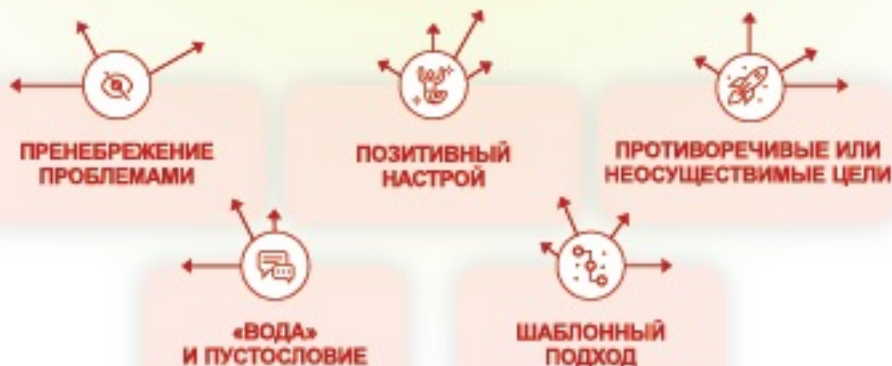 ПРЕНЕБРЕЖЕНИЕ
ПРОБЛЕМАМИ
ПОЗИТИВНЫЙ
НАСТРОЙ
ПРОТИВОРЕЧИВЫЕ ИЛИ
НЕОСУЩЕСТВИМЫЕ ЦЕЛИ
«ВОДА»
И ПУСТОСЛОВИЕ
ШАБЛОННЫЙ
ПОДХОД